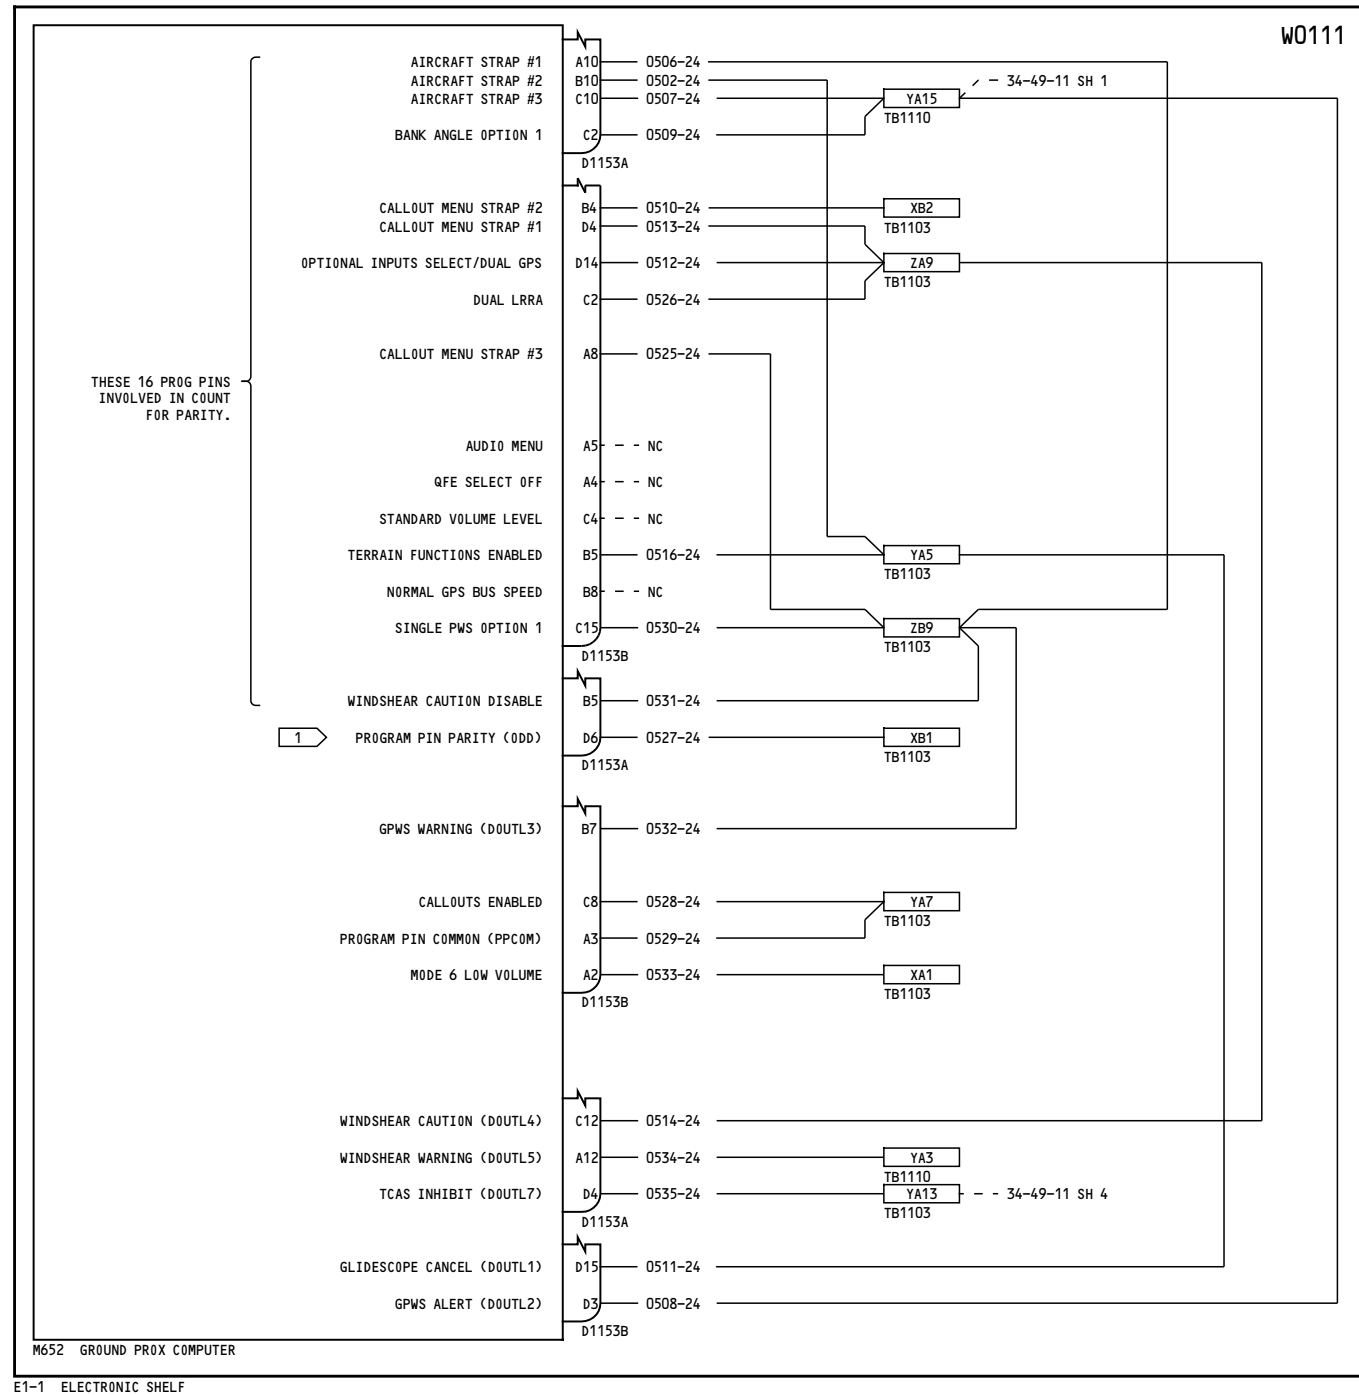 W0111
AIRCRAFT STRAP #1 A10 0506-24
AIRCRAFT STRAP #2 B10 0502-24 34-49-11 SH 1
AIRCRAFT STRAP #3 C10 0507-24 YA15
TB1110
BANK ANGLE OPTION 1 C2 0509-24
D1153A
CALLOUT MENU STRAP #2 B4 0510-24 XB2
CALLOUT MENU STRAP #1 D4 0513-24 TB1103
OPTIONAL INPUTS SELECT/DUAL GPS D14 0512-24 ZA9
TB1103
DUAL LRRA C2 0526-24
CALLOUT MENU STRAP #3 A8 0525-24
THESE 16 PROG PINS
INVOLVED IN COUNT
FOR PARITY.
AUDIO MENU A5 NC
QFE SELECT OFF A4 NC
STANDARD VOLUME LEVEL C4 NC
TERRAIN FUNCTIONS ENABLED B5 0516-24 YA5
TB1103
NORMAL GPS BUS SPEED B8 NC
SINGLE PWS OPTION 1 C15 0530-24 ZB9
TB1103
D1153B
WINDSHEAR CAUTION DISABLE B5 0531-24
1 PROGRAM PIN PARITY (ODD) D6 0527-24 XB1
TB1103
D1153A
GPWS WARNING (DOUTL3) B7 0532-24
CALLOUTS ENABLED C8 0528-24 YA7
TB1103
PROGRAM PIN COMMON (PPCOM) A3 0529-24
MODE 6 LOW VOLUME A2 0533-24 XA1
TB1103
D1153B
WINDSHEAR CAUTION (DOUTL4) C12 0514-24
WINDSHEAR WARNING (DOUTL5) A12 0534-24 YA3
TB1110
TCAS INHIBIT (DOUTL7) D4 0535-24 YA13 34-49-11 SH 4
TB1103
D1153A
GLIDESCOPE CANCEL (DOUTL1) D15 0511-24
GPWS ALERT (DOUTL2) D3 0508-24
D1153B
M652 GROUND PROX COMPUTER
E1-1 ELECTRONIC SHELF